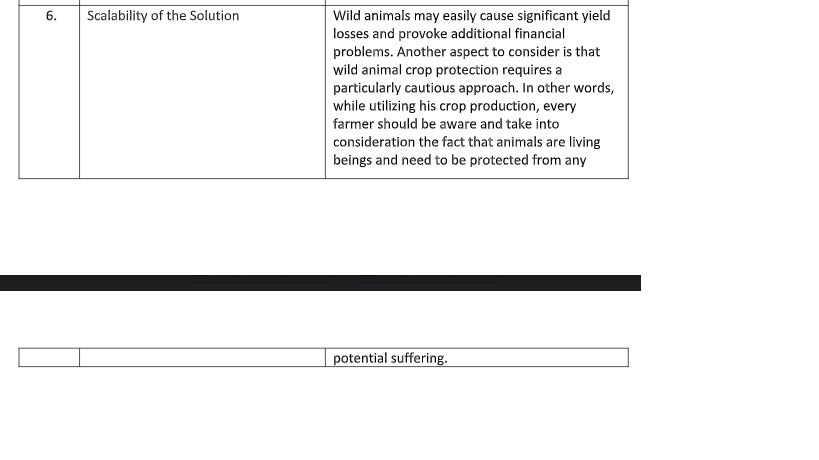 6. Scalability of the Solution Wild animals may easily cause significant yield
losses and provoke additional financial
problems. Another aspect to consider is that
wild animal crop protection requires a
particularly cautious approach. In other words,
while utilizing his crop production, every
farmer should be aware and take into
consideration the fact that animals are living
beings and need to be protected from any
potential suffering.